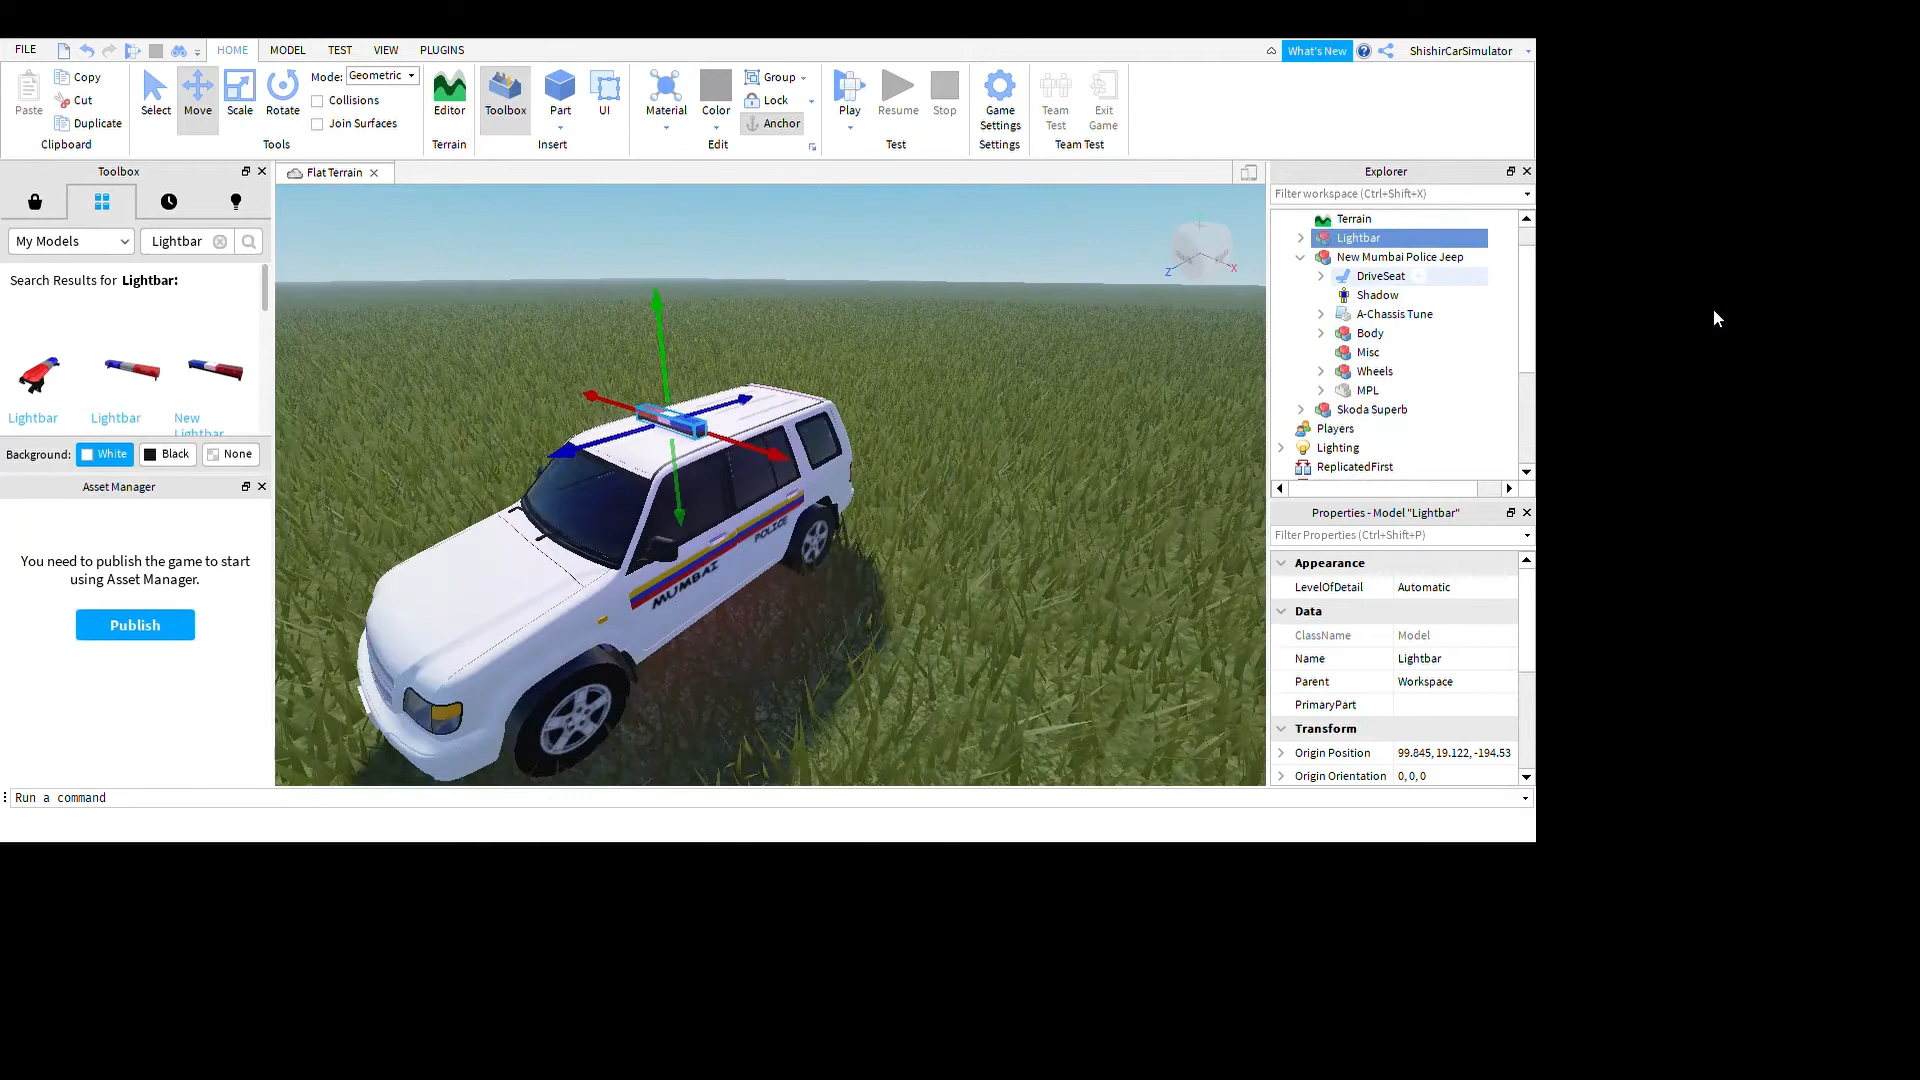 FILE HOME MODEL TEST VIEW PLUGINS What's New ShishirCarSimulator
Copy
Cut
Duplicate
Paste
Clipboard
Select Move Scale Rotate
Mode: Geometric
Collisions
Join Surfaces
Tools
Editor
Terrain
Toolbox Part UI
Insert
Material Color
Group
Lock
Anchor
Edit
Play Resume Stop
Test
Game
Settings
Settings
Team
Test
Exit
Game
Team Test
Toolbox
My Models Lightbar
Search Results for Lightbar:
Lightbar Lightbar New
Lightbar
Background: White Black None
Asset Manager
You need to publish the game to start
using Asset Manager.
Publish
Flat Terrain
Z X
MUMBAI POLICE
Explorer
Filter workspace (Ctrl+Shift+X)
Terrain
Lightbar
New Mumbai Police Jeep
DriveSeat
Shadow
A-Chassis Tune
Body
Misc
Wheels
MPL
Skoda Superb
Players
Lighting
ReplicatedFirst
Properties - Model "Lightbar"
Filter Properties (Ctrl+Shift+P)
Appearance
LevelOfDetail Automatic
Data
ClassName Model
Name Lightbar
Parent Workspace
PrimaryPart
Transform
Origin Position 99.845, 19.122, -194.53
Origin Orientation 0, 0, 0
Run a command